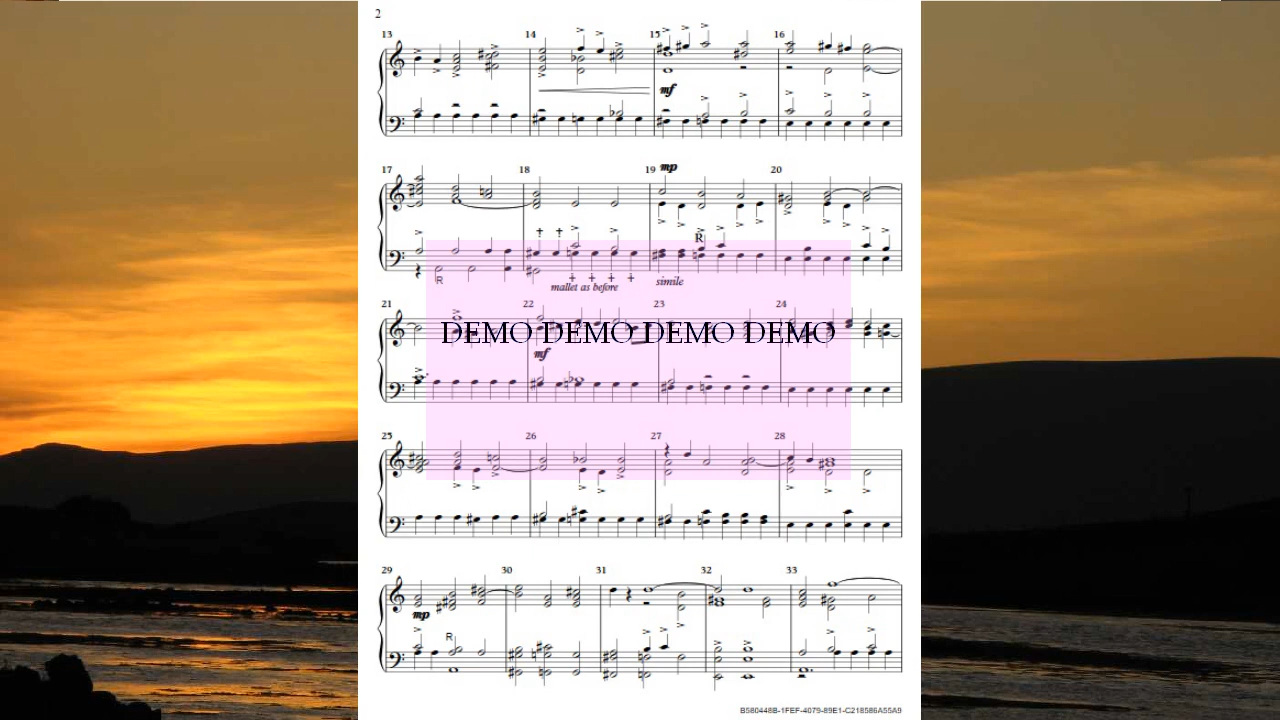 2
13 14 15 16
mf
17 18 19 20
mp
R
R
mallet as before
simile
21 22 23 24
DEMO DEMO DEMO DEMO
mf
25 26 27 28
29 30 31 32 33
mp
R
B580448B-1FEF-4079-89E1-C218586A55A9